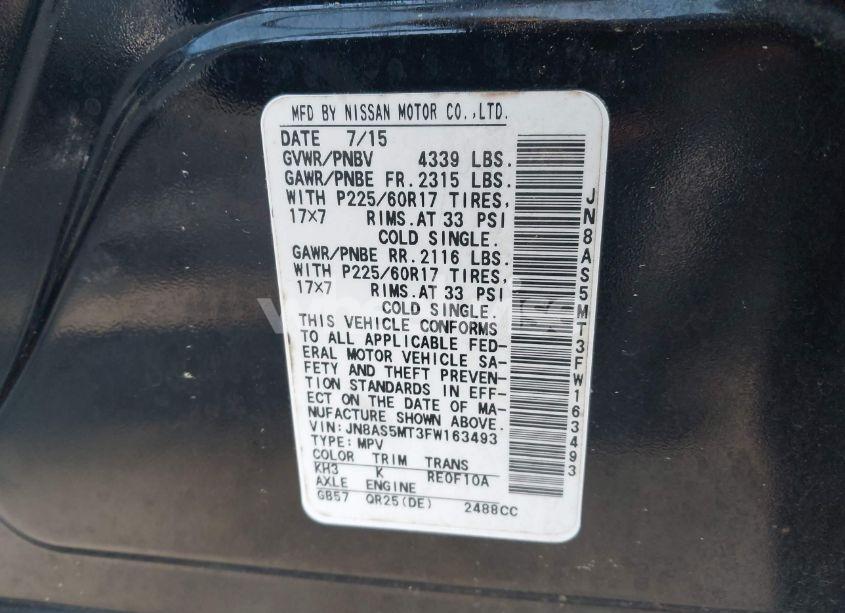 MFD BY NISSAN MOTOR CO.,LTD.
DATE 7/15
GVWR/PNBV 4339 LBS.
GAWR/PNBE FR.2315 LBS.
WITH P225/60R17 TIRES,
17×7 RIMS.AT 33 PSI
COLD SINGLE.
GAWR/PNBE RR.2116 LBS.
WITH P225/60R17 TIRES,
17×7 RIMS.AT 33 PSI
COLD SINGLE.
THIS VEHICLE CONFORMS
TO ALL APPLICABLE FED-
ERAL MOTOR VEHICLE SA-
FETY AND THEFT PREVEN-
TION STANDARDS IN EFF-
ECT ON THE DATE OF MA-
NUFACTURE SHOWN ABOVE.
VIN:JN8AS5MT3FW163493
TYPE:MPV
COLOR TRIM TRANS
KH3 K RE0F10A
AXLE ENGINE
GB57 QR25(DE) 2488CC
JN8AS5MT3FW163493